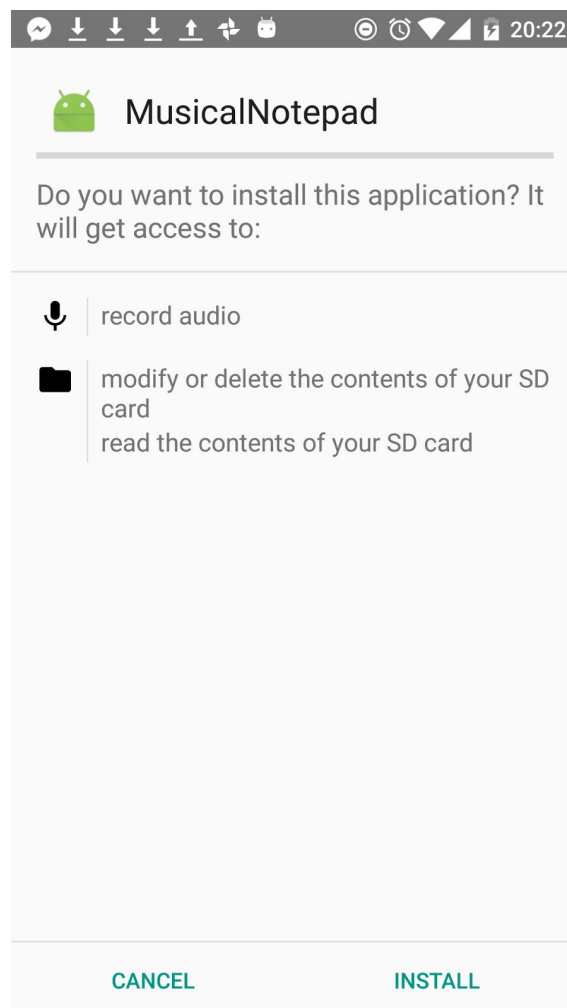 20:22
MusicalNotepad
Do you want to install this application? It
will get access to:
record audio
modify or delete the contents of your SD
card
read the contents of your SD card
CANCEL INSTALL